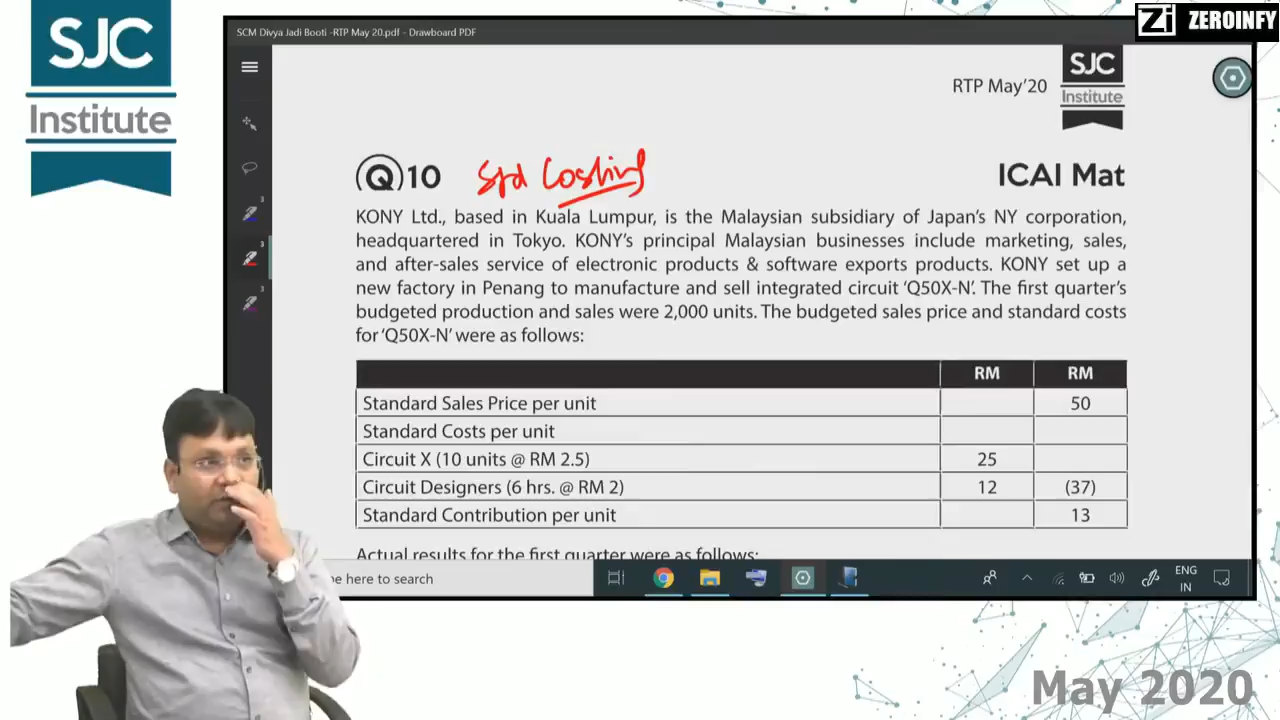 SJC
Institute
Zi ZEROINFY
SCM Divya Jadi Booti -RTP May 20.pdf - Drawboard PDF
RTP May'20
SJC
Institute
Q 10 Std Costing ICAI Mat
KONY Ltd., based in Kuala Lumpur, is the Malaysian subsidiary of Japan's NY corporation,
headquartered in Tokyo. KONY's principal Malaysian businesses include marketing, sales,
and after-sales service of electronic products & software exports products. KONY set up a
new factory in Penang to manufacture and sell integrated circuit 'Q50X-N'. The first quarter's
budgeted production and sales were 2,000 units. The budgeted sales price and standard costs
for 'Q50X-N' were as follows:
RM RM
Standard Sales Price per unit 50
Standard Costs per unit
Circuit X (10 units @ RM 2.5) 25
Circuit Designers (6 hrs. @ RM 2) 12 (37)
Standard Contribution per unit 13
Actual results for the first quarter were as follows:
3
3
3
here to search
ENG
IN
May 2020